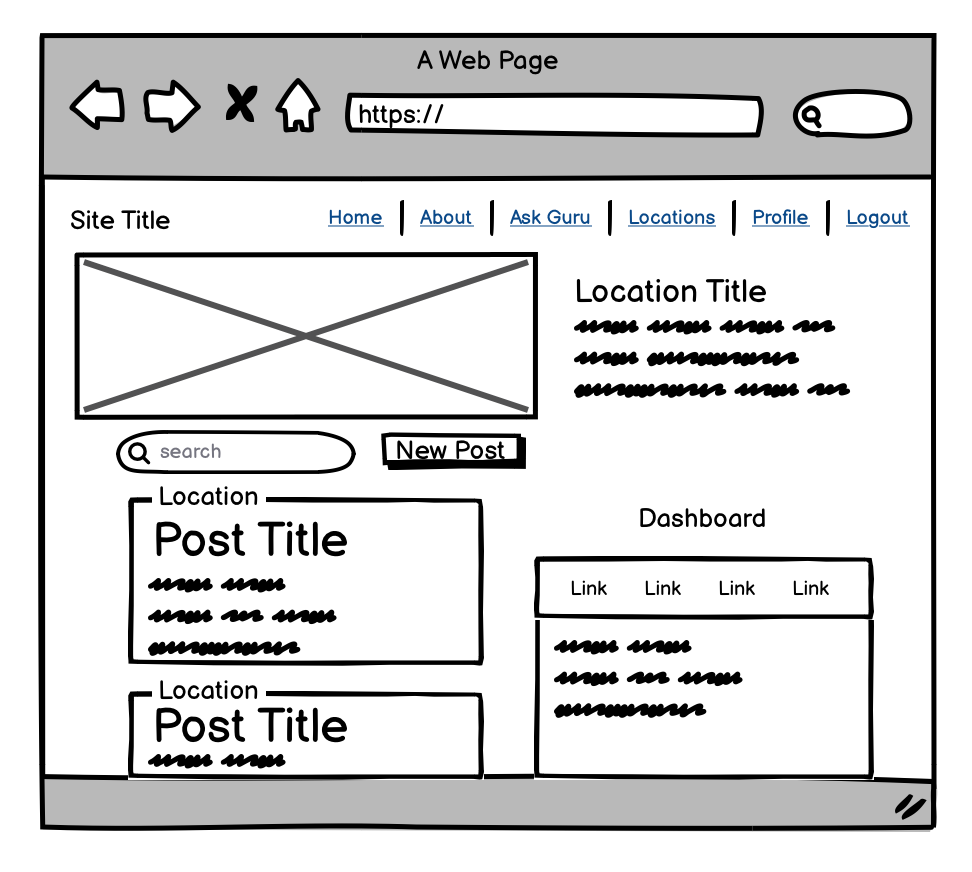 A Web Page
https://
Site Title
Home
About
Ask Guru
Locations
Profile
Logout
Location Title
search
New Post
Location
Post Title
Dashboard
Link
Link
Link
Link
Location
Post Title